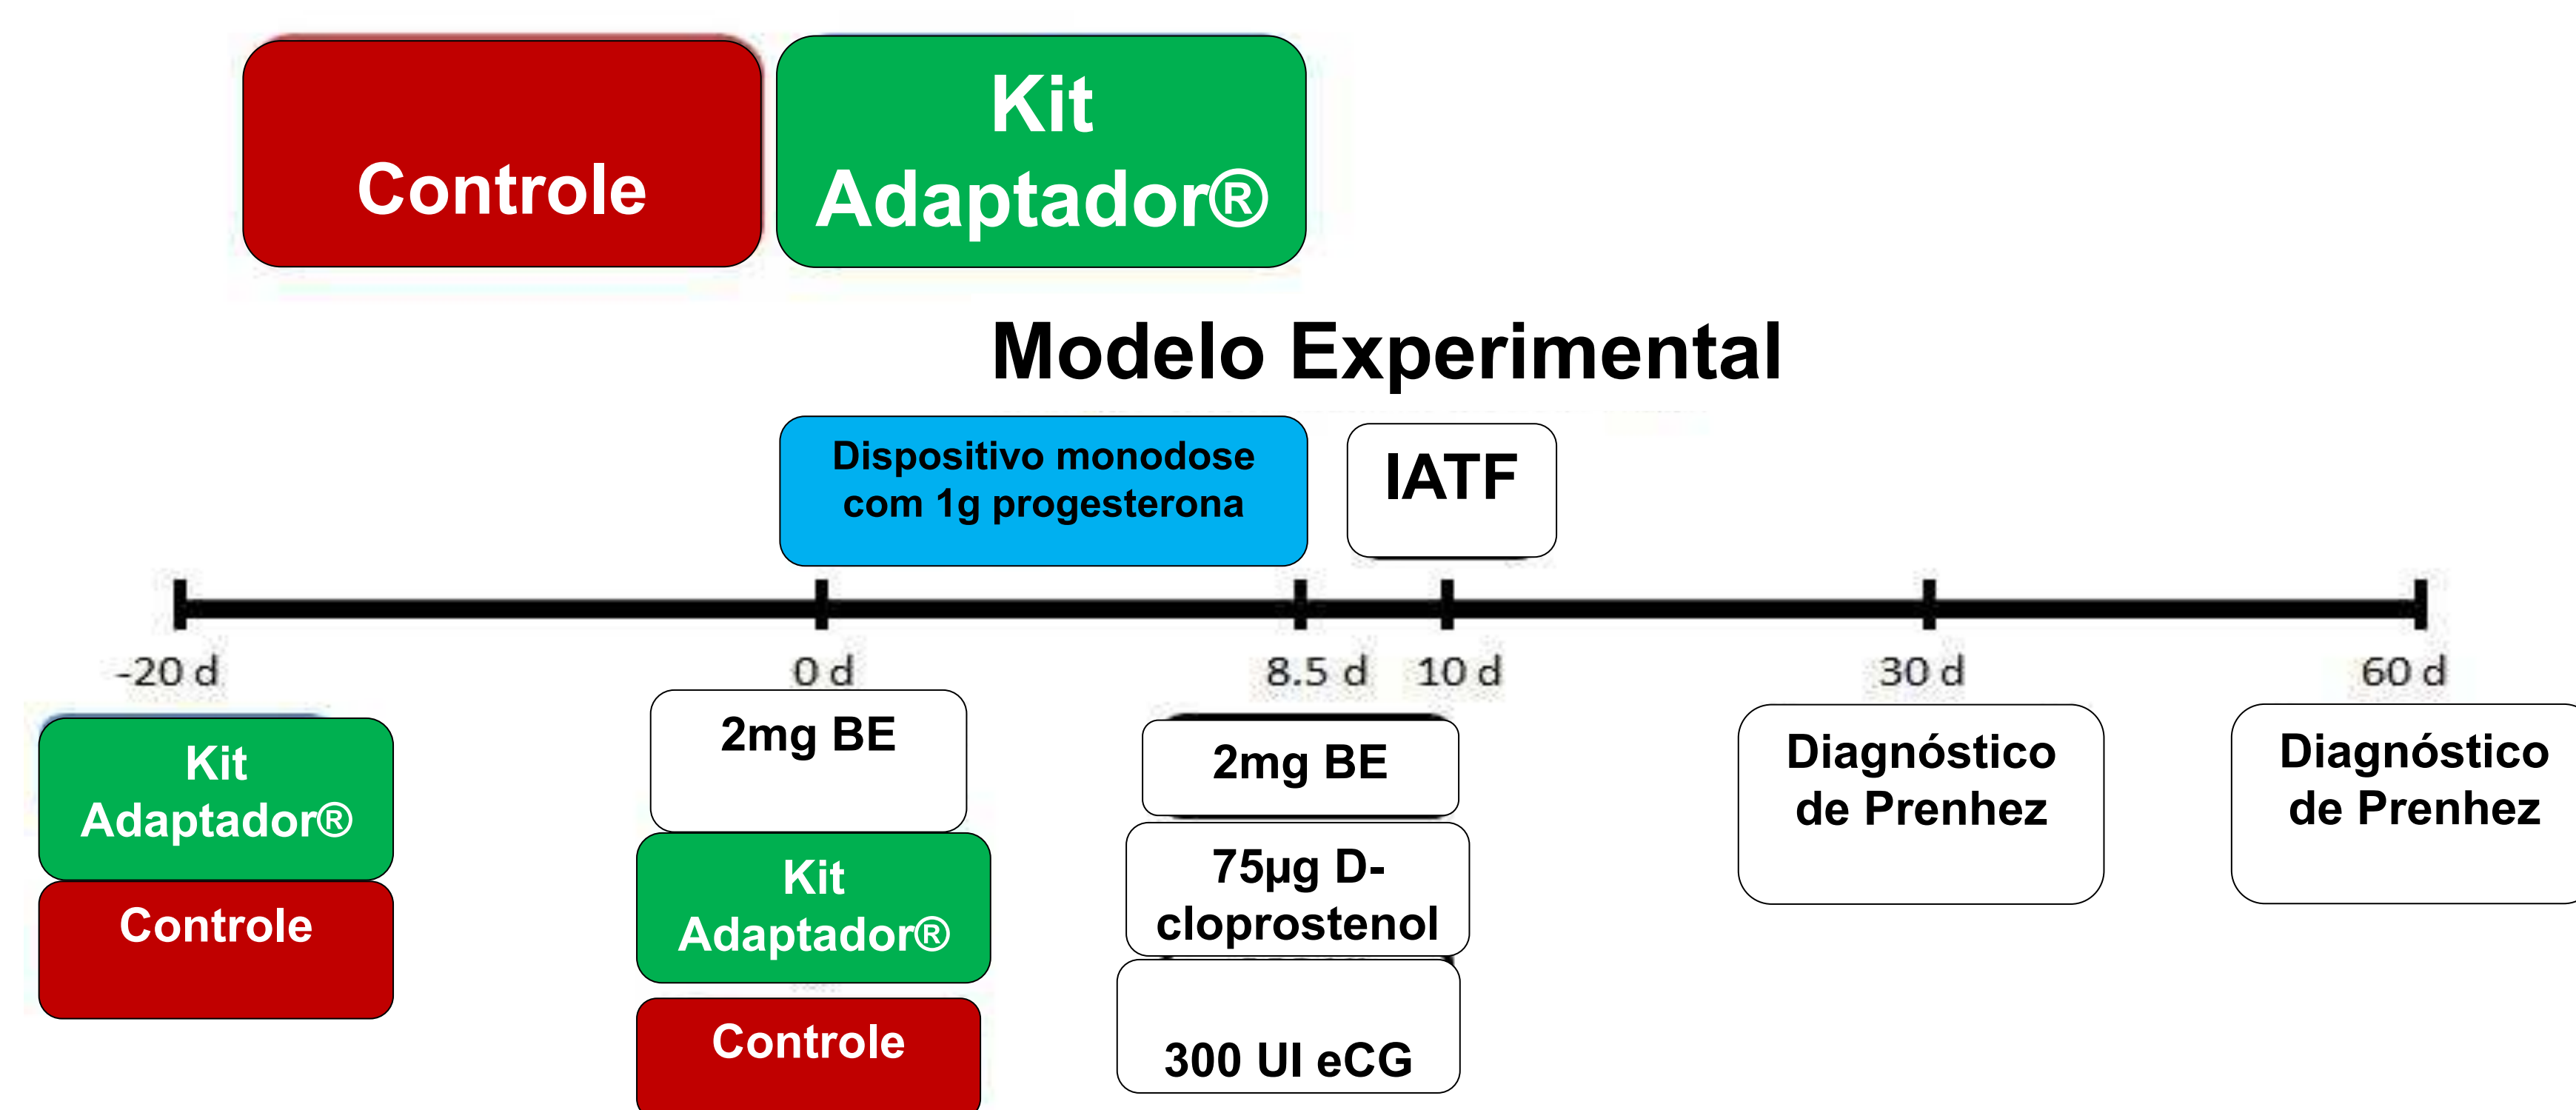 Controle
Kit
Adaptador®
Modelo Experimental
Dispositivo monodose
com 1g progesterona
IATF
-20 d
0 d
8.5 d
10 d
30 d
60 d
Kit
Adaptador®
Controle
2mg BE
Kit
Adaptador®
Controle
2mg BE
75µg D-
cloprostenol
300 UI eCG
Diagnóstico
de Prenhez
Diagnóstico
de Prenhez